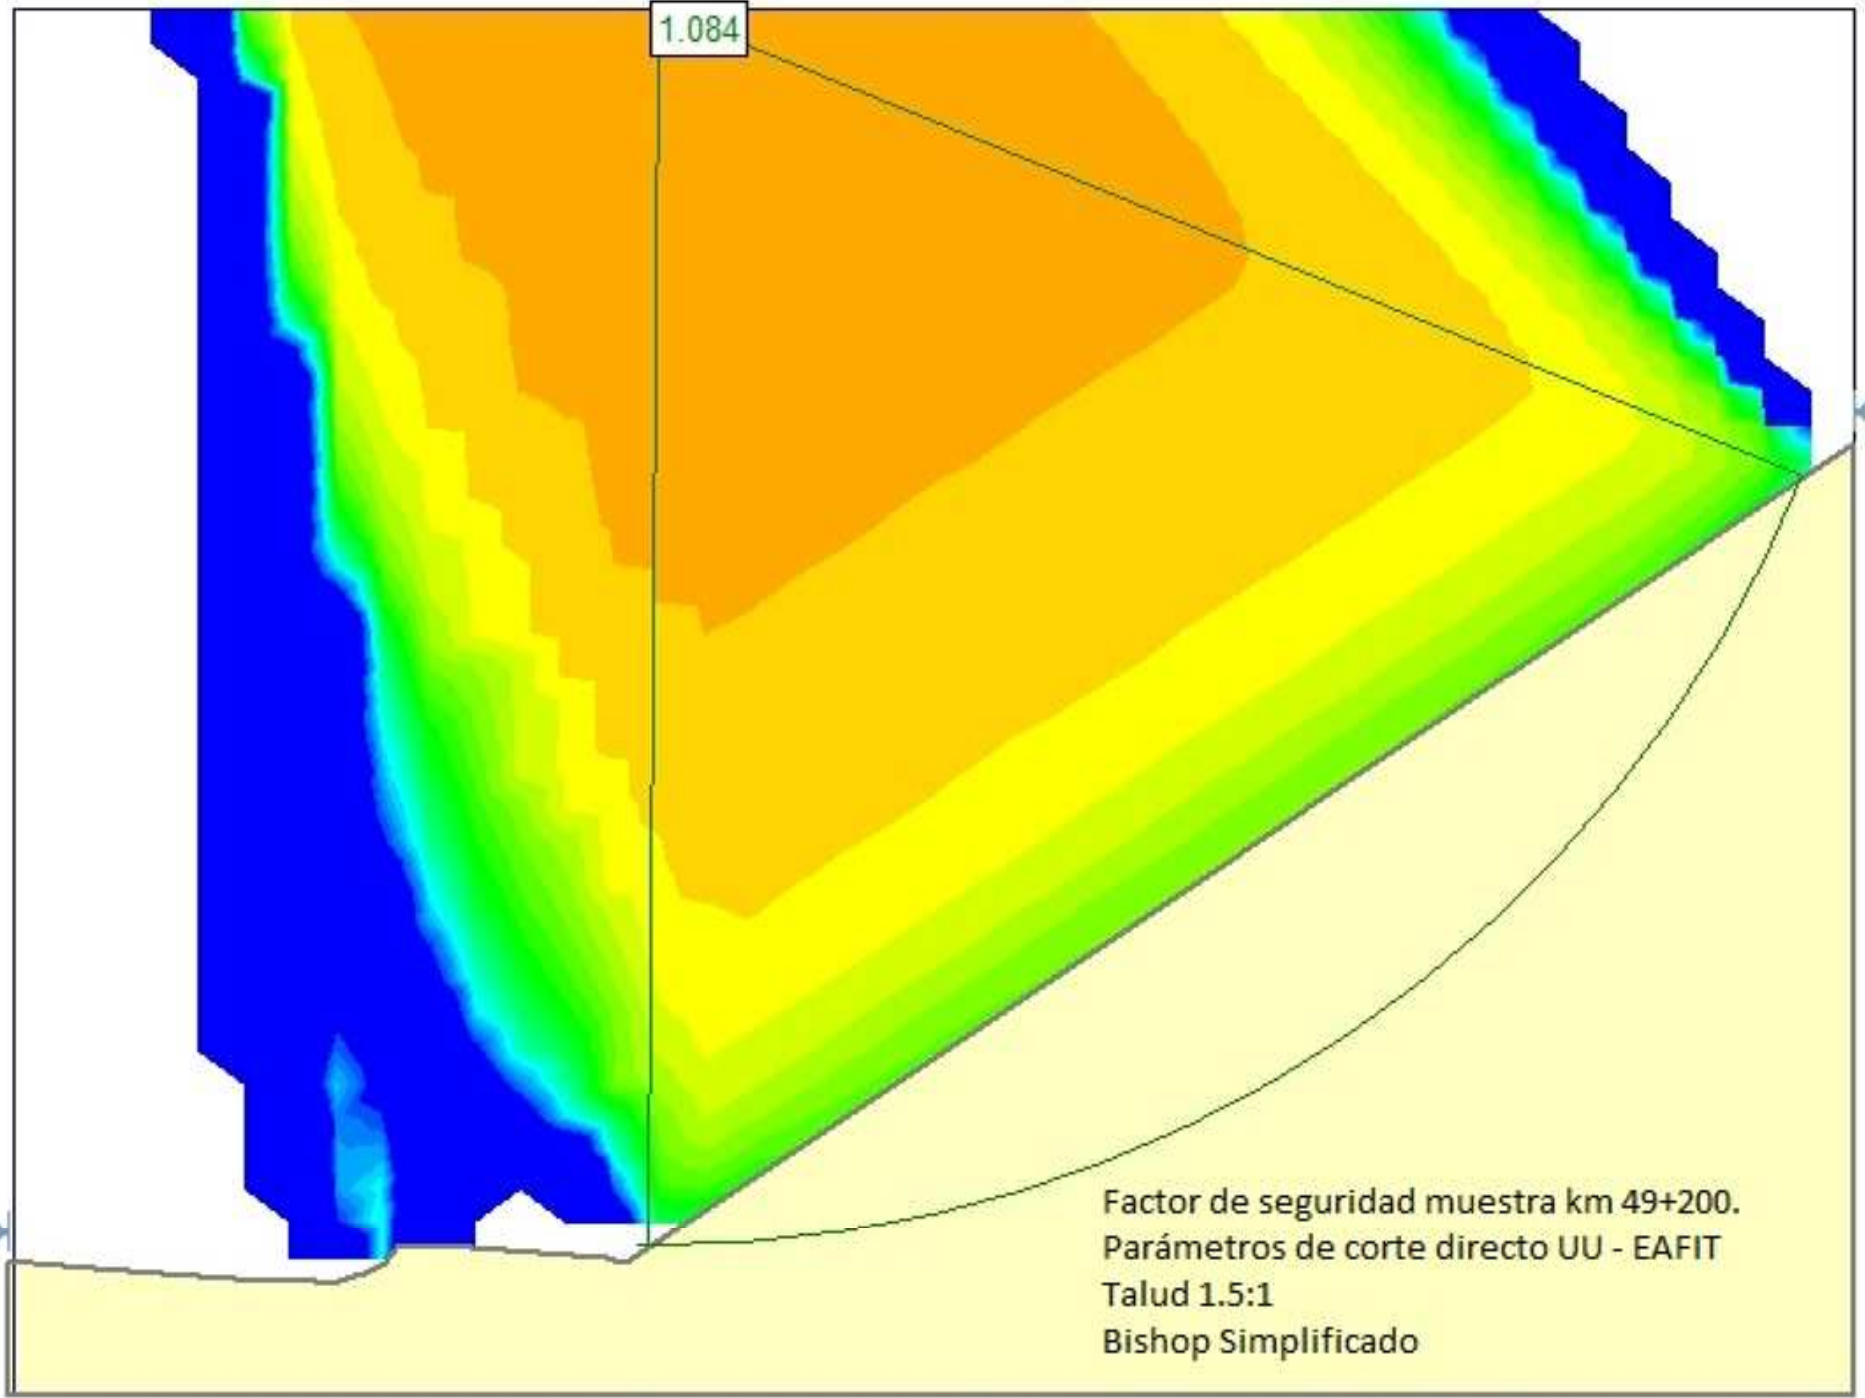 1.084
Factor de seguridad muestra km 49+200.
Parámetros de corte directo UU - EAFIT
Talud 1.5:1
Bishop Simplificado